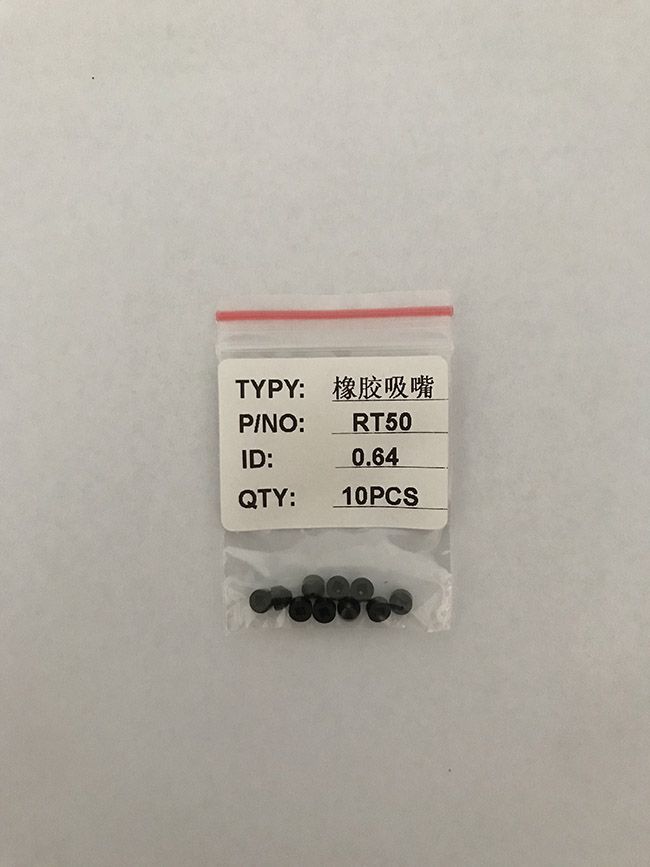 TYPY: 橡胶吸嘴
P/NO: RT50
ID: 0.64
QTY: 10PCS